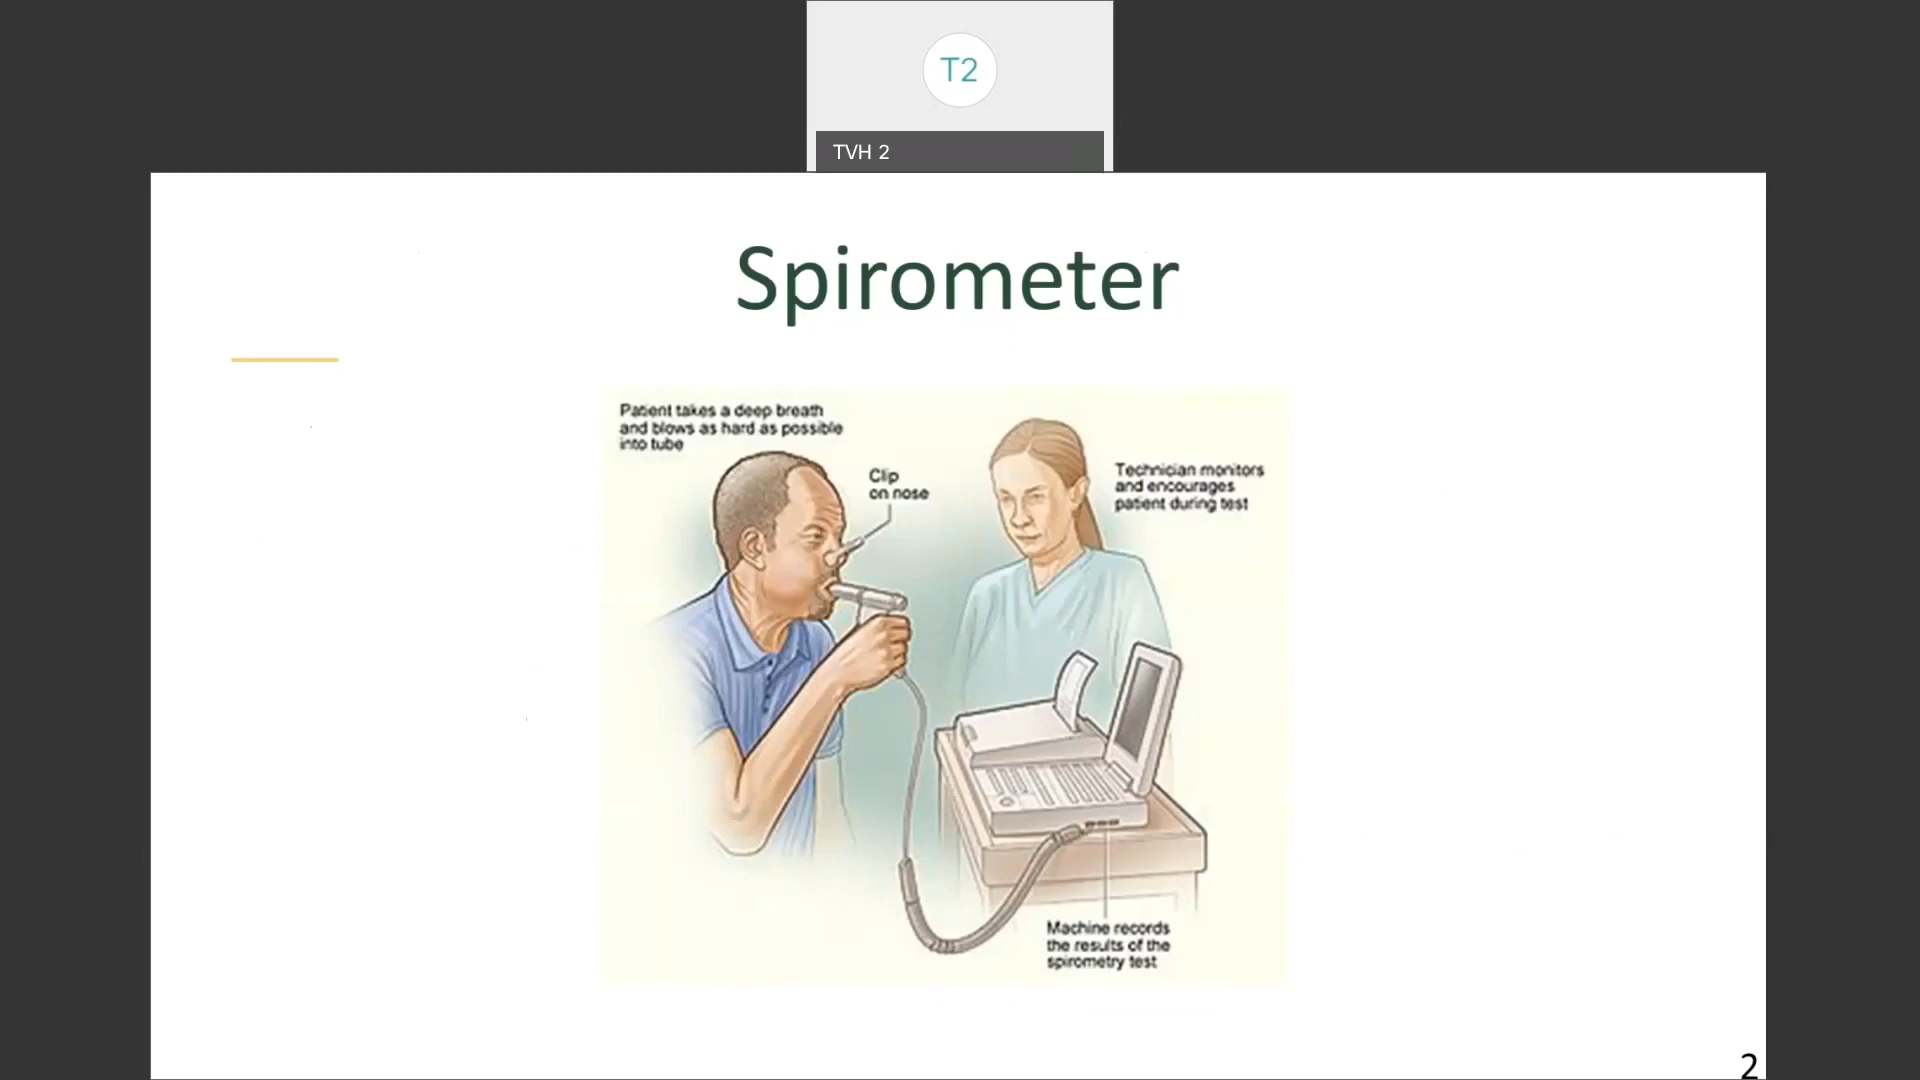 T2
TVH 2
Spirometer
Patient takes a deep breath
and blows as hard as possible
into tube
Clip
on nose
Technician monitors
and encourages
patient during test
Machine records
the results of the
spirometry test
2